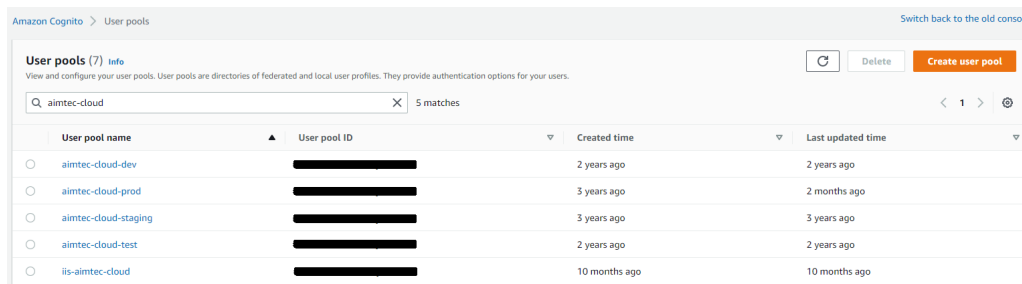 Amazon Cognito > User pools
Switch back to the old conso
User pools (7) Info
View and configure your user pools. User pools are directories of federated and local user profiles. They provide authentication options for your users.
Delete
Create user pool
aimtec-cloud
5 matches
1
User pool name User pool ID Created time Last updated time
aimtec-cloud-dev 2 years ago 2 years ago
aimtec-cloud-prod 3 years ago 2 months ago
aimtec-cloud-staging 3 years ago 3 years ago
aimtec-cloud-test 2 years ago 2 years ago
iis-aimtec-cloud 10 months ago 10 months ago